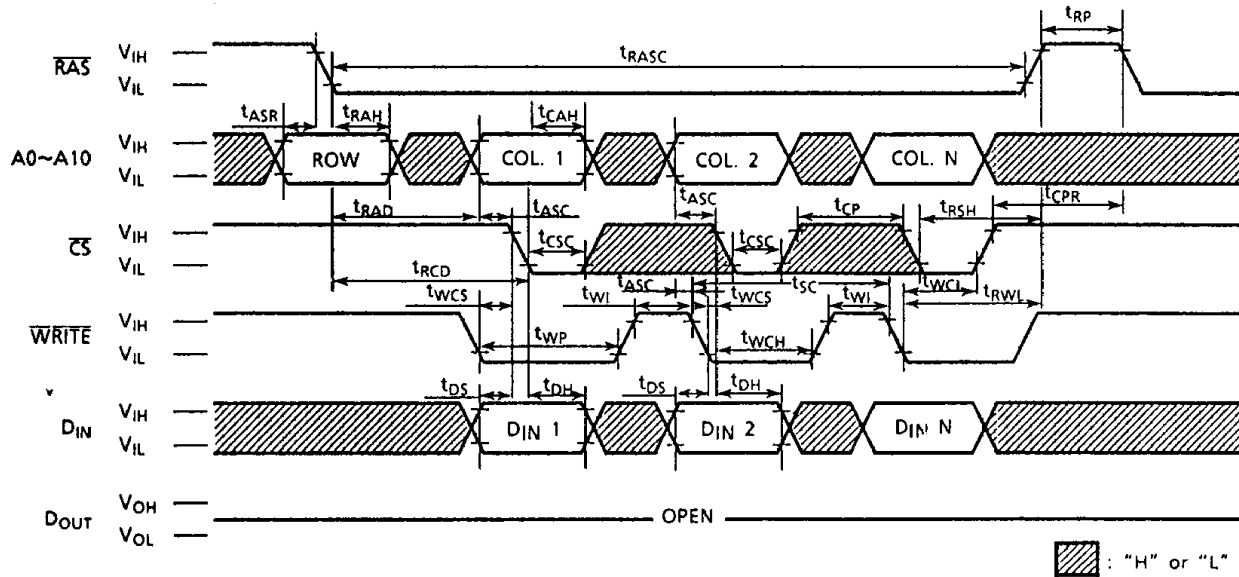 tRP
RAS VIH tRASC
VIL
tASR tRAH tCAH
A0~A10 VIH ROW COL. 1 COL. 2 COL. N
VIL
tRAD tASC tASC tCP tRSH tCPR
CS VIH tCSC tCSC
VIL
tRCD tASC tSC tWCL
tWCS tWI tWCS tWI tRWL
WRITE VIH tWP tWCH
VIL
tDS tDH tDS tDH
DIN VIH DIN 1 DIN 2 DIN N
VIL
DOUT VOH OPEN
VOL
: "H" or "L"